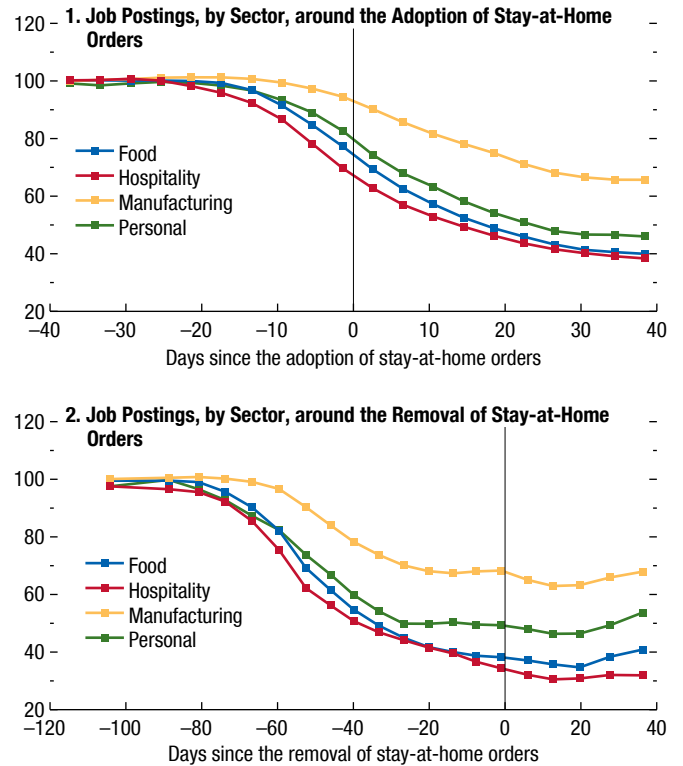 1. Job Postings, by Sector, around the Adoption of Stay-at-Home
Orders
120
100
80
60
40
20
Food
Hospitality
Manufacturing
Personal
–40 –30 –20 –10 0 10 20 30 40
Days since the adoption of stay-at-home orders
2. Job Postings, by Sector, around the Removal of Stay-at-Home
Orders
120
100
80
60
40
20
Food
Hospitality
Manufacturing
Personal
–120 –100 –80 –60 –40 –20 0 20 40
Days since the removal of stay-at-home orders